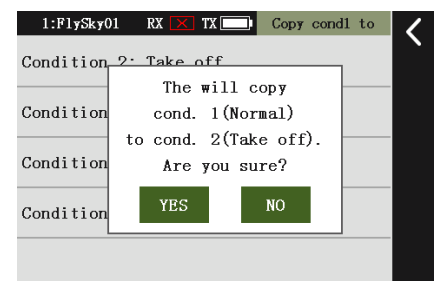 1:FlySky01 RX TX Copy cond1 to
Condition 2: Take off
Condition
Condition
Condition
The will copy
cond. 1(Normal)
to cond. 2(Take off).
Are you sure?
YES NO